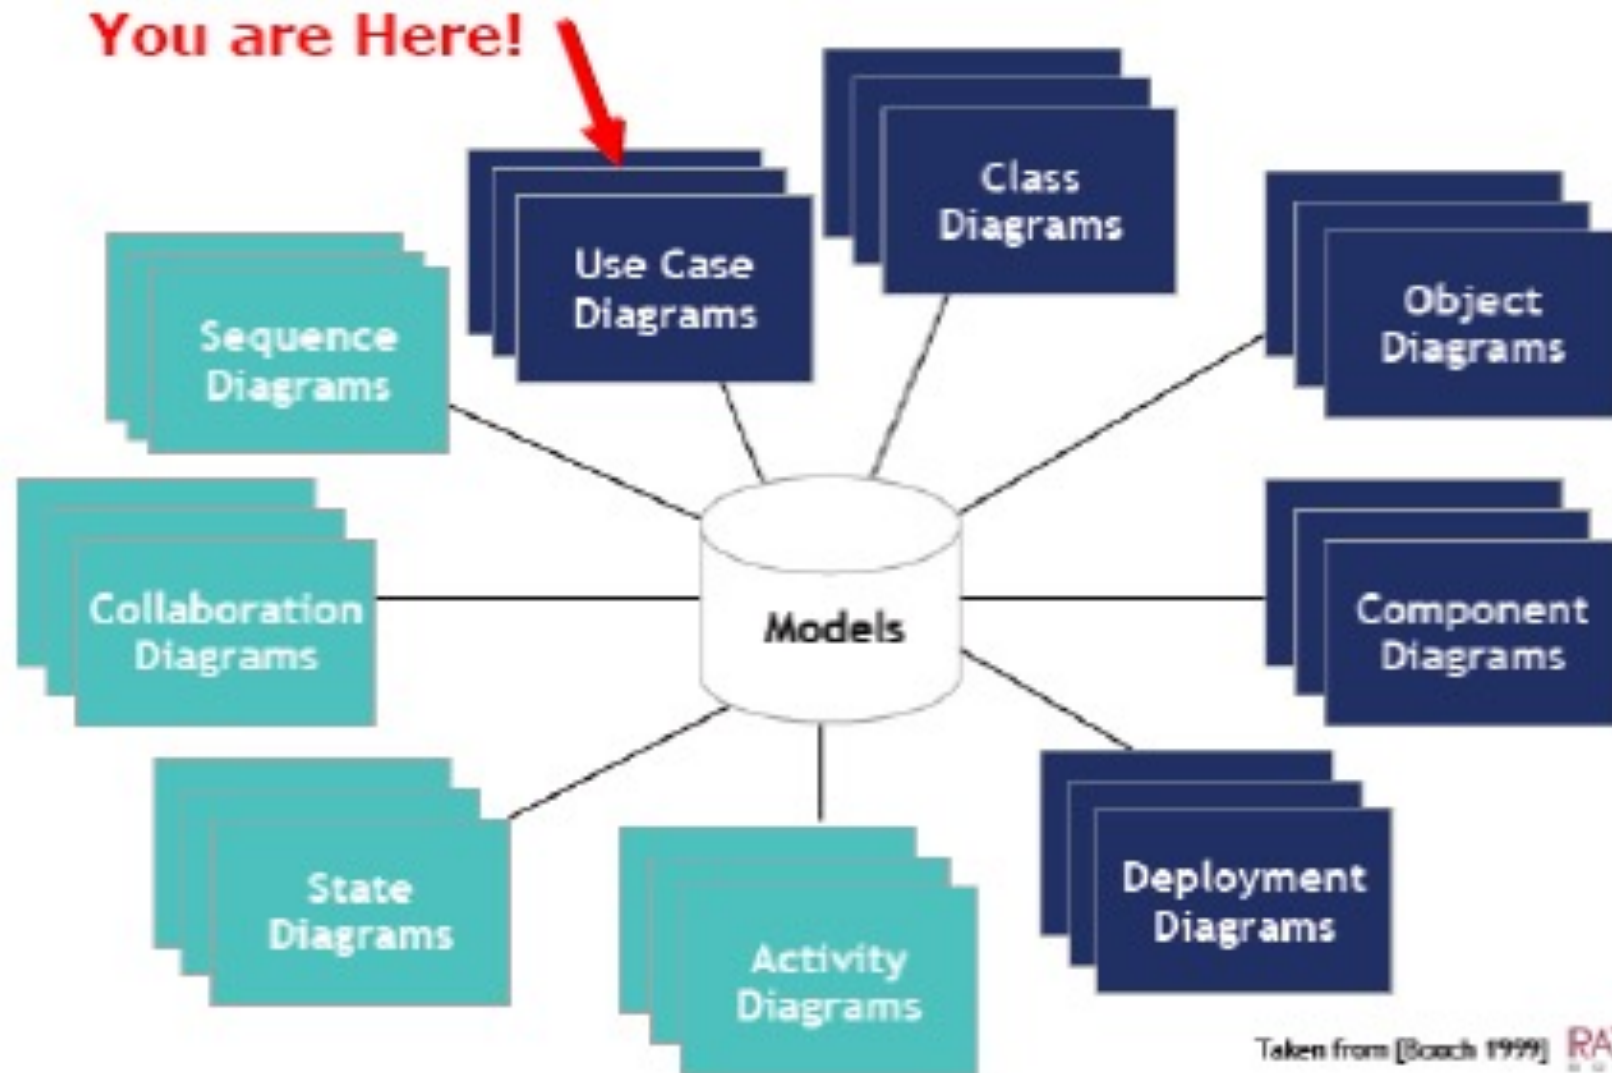 You are Here!
Class
Diagrams
Use Case
Diagrams
Object
Diagrams
Sequence
Diagrams
Collaboration
Diagrams
Models
Component
Diagrams
State
Diagrams
Activity
Diagrams
Deployment
Diagrams
Taken from [Booch 1999]
RA